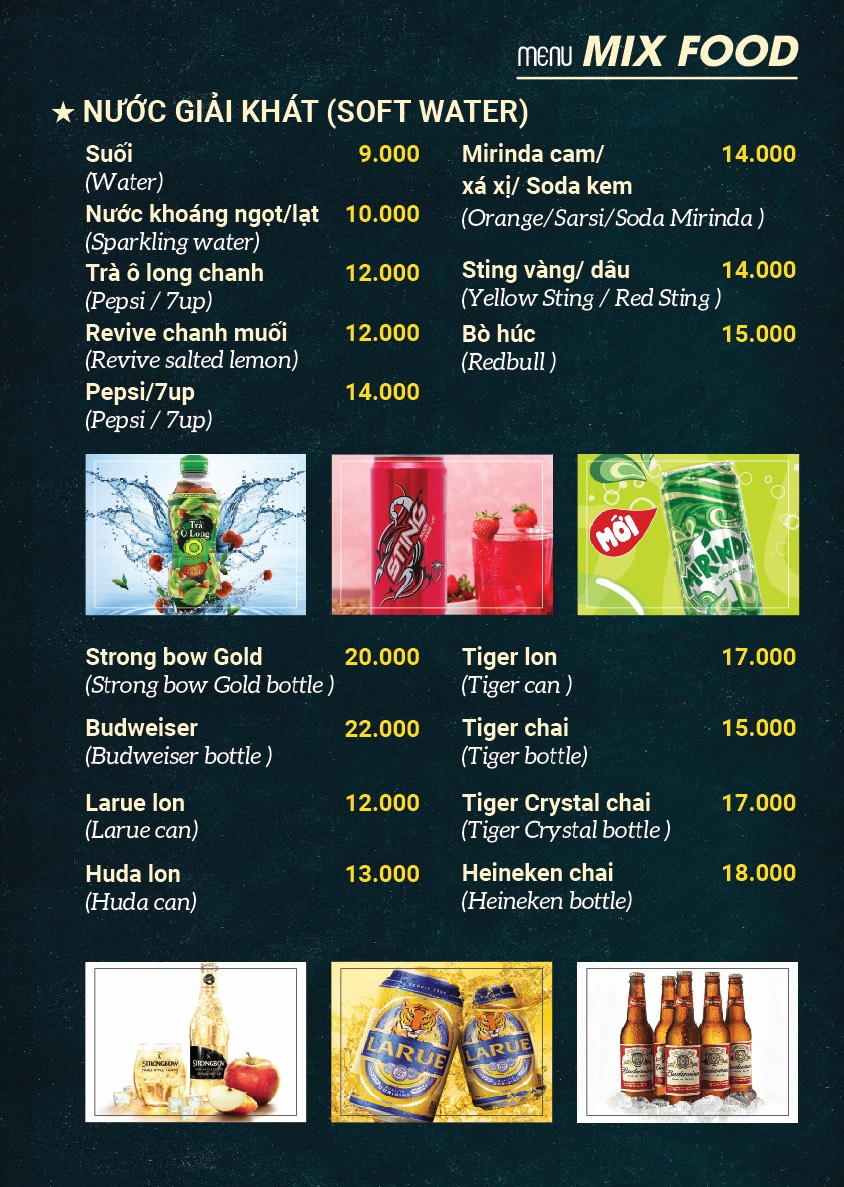 menu MIX FOOD
★ NƯỚC GIẢI KHÁT (SOFT WATER)
Suối 9.000
(Water)
Nước khoáng ngọt/lạt 10.000
(Sparkling water)
Trà ô long chanh 12.000
(Pepsi / 7up)
Revive chanh muối 12.000
(Revive salted lemon)
Pepsi/7up 14.000
(Pepsi / 7up)
Mirinda cam/ 14.000
xá xị/ Soda kem
(Orange/Sarsi/Soda Mirinda )
Sting vàng/ dâu 14.000
(Yellow Sting / Red Sting )
Bò húc 15.000
(Redbull )
Trà
Ô Long
STING
MỚI
MIRINDA
SODA KEM
Strong bow Gold 20.000
(Strong bow Gold bottle )
Budweiser 22.000
(Budweiser bottle )
Larue lon 12.000
(Larue can)
Huda lon 13.000
(Huda can)
Tiger lon 17.000
(Tiger can )
Tiger chai 15.000
(Tiger bottle)
Tiger Crystal chai 17.000
(Tiger Crystal bottle )
Heineken chai 18.000
(Heineken bottle)
STRONGBOW
STRONGBOW
LARUE
LARUE
Budweiser